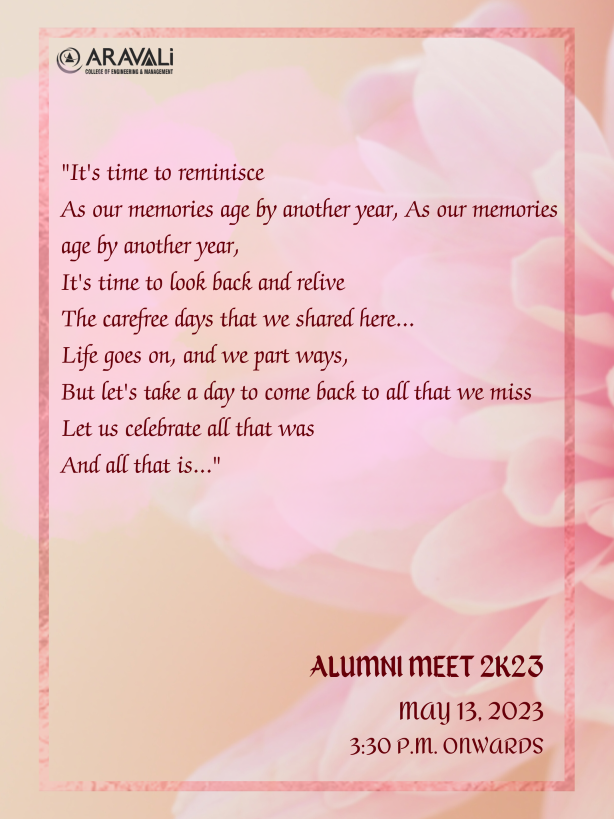 ARAVALi
COLLEGE OF ENGINEERING & MANAGEMENT
"It's time to reminisce
As our memories age by another year, As our memories
age by another year,
It's time to look back and relive
The carefree days that we shared here...
Life goes on, and we part ways,
But let's take a day to come back to all that we miss
Let us celebrate all that was
And all that is..."
ALUMNI MEET 2K23
MAY 13, 2023
3:30 P.M. ONWARDS